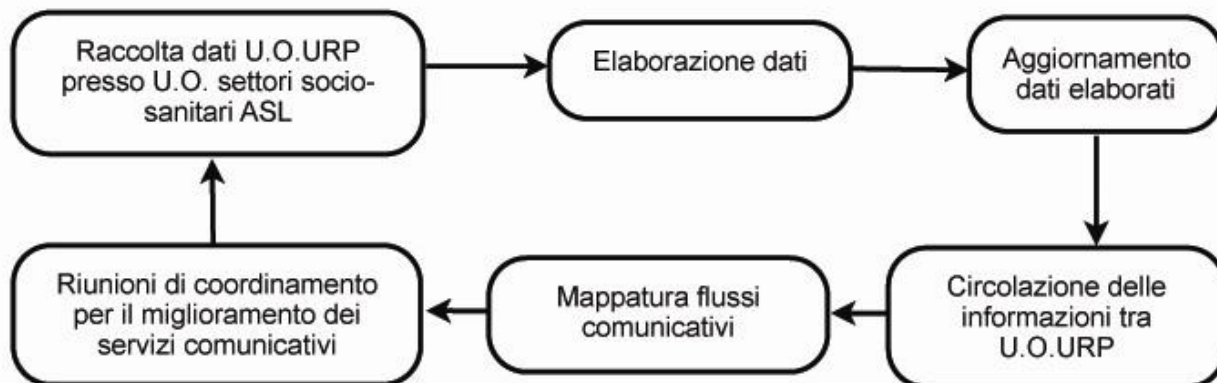 Raccolta dati U.O.URP
presso U.O. settori socio-
sanitari ASL
Elaborazione dati
Aggiornamento
dati elaborati
Circolazione delle
informazioni tra
U.O.URP
Mappatura flussi
comunicativi
Riunioni di coordinamento
per il miglioramento dei
servizi comunicativi